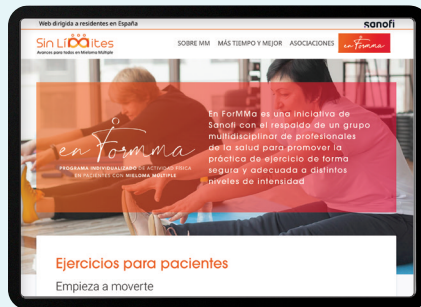 Web dirigida a residentes en España
sanofi
Sin LíMMites
Avances para todos en Mieloma Múltiple
SOBRE MM MÁS TIEMPO Y MEJOR ASOCIACIONES en Formma
en Formma
PROGRAMA INDIVIDUALIZADO DE ACTIVIDAD FÍSICA
EN PACIENTES CON MIELOMA MÚLTIPLE
En ForMMa es una iniciativa de
Sanofi con el respaldo de un grupo
multidisciplinar de profesionales
de la salud para promover la
práctica de ejercicio de forma
segura y adecuada a distintos
niveles de intensidad
Ejercicios para pacientes
Empieza a moverte